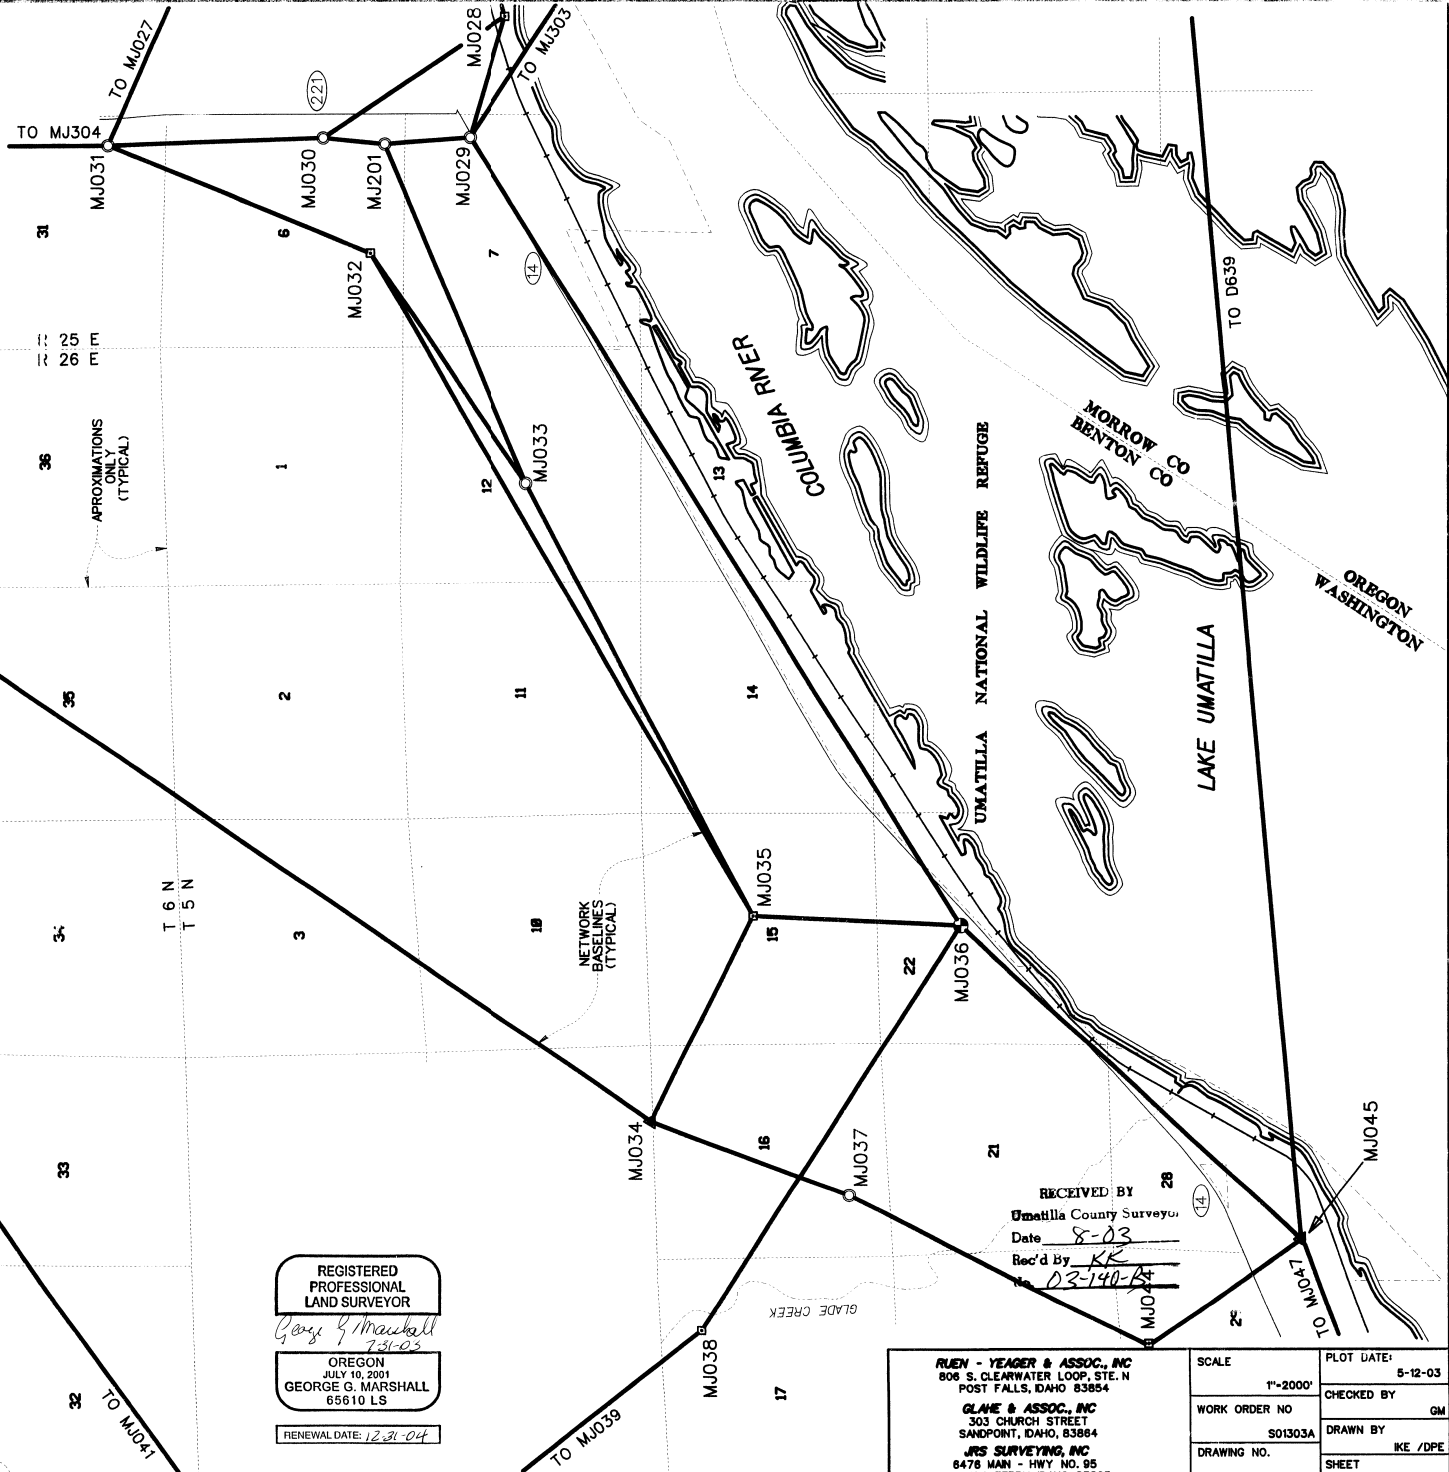 TO MJ027
MJ028
TO MJ303
221
TO MJ304
MJ031
MJ030
MJ201
MJ029
31
6
7
14
MJ032
TO D639
R 25 E
R 26 E
COLUMBIA RIVER
MORROW CO
BENTON CO
APROXIMATIONS
ONLY
(TYPICAL)
36
1
12
MJ033
13
UMATILLA NATIONAL WILDLIFE REFUGE
OREGON
WASHINGTON
35
2
11
14
LAKE UMATILLA
T 6 N
T 5 N
34
3
10
NETWORK
BASELINES
(TYPICAL)
MJ035
15
22
MJ036
33
MJ034
16
MJ037
21
28
14
MJ045
RECEIVED BY
Umatilla County Surveyor
Date 8-03
Rec'd By KK
No. 03-140-B
MJ044
TO MJ047
GLADE CREEK
MJ038
17
TO MJ039
32
TO MJ041
REGISTERED
PROFESSIONAL
LAND SURVEYOR
George G Marshall
7-31-03
OREGON
JULY 10, 2001
GEORGE G. MARSHALL
65610 LS
RENEWAL DATE: 12-31-04
RUEN - YEAGER & ASSOC., INC
806 S. CLEARWATER LOOP, STE. N
POST FALLS, IDAHO 83854
GLAHE & ASSOC., INC
303 CHURCH STREET
SANDPOINT, IDAHO, 83864
JRS SURVEYING, INC
6476 MAIN - HWY NO. 95
SCALE
1"=2000'
WORK ORDER NO
S01303A
DRAWING NO.
PLOT DATE:
5-12-03
CHECKED BY
GM
DRAWN BY
IKE /DPE
SHEET